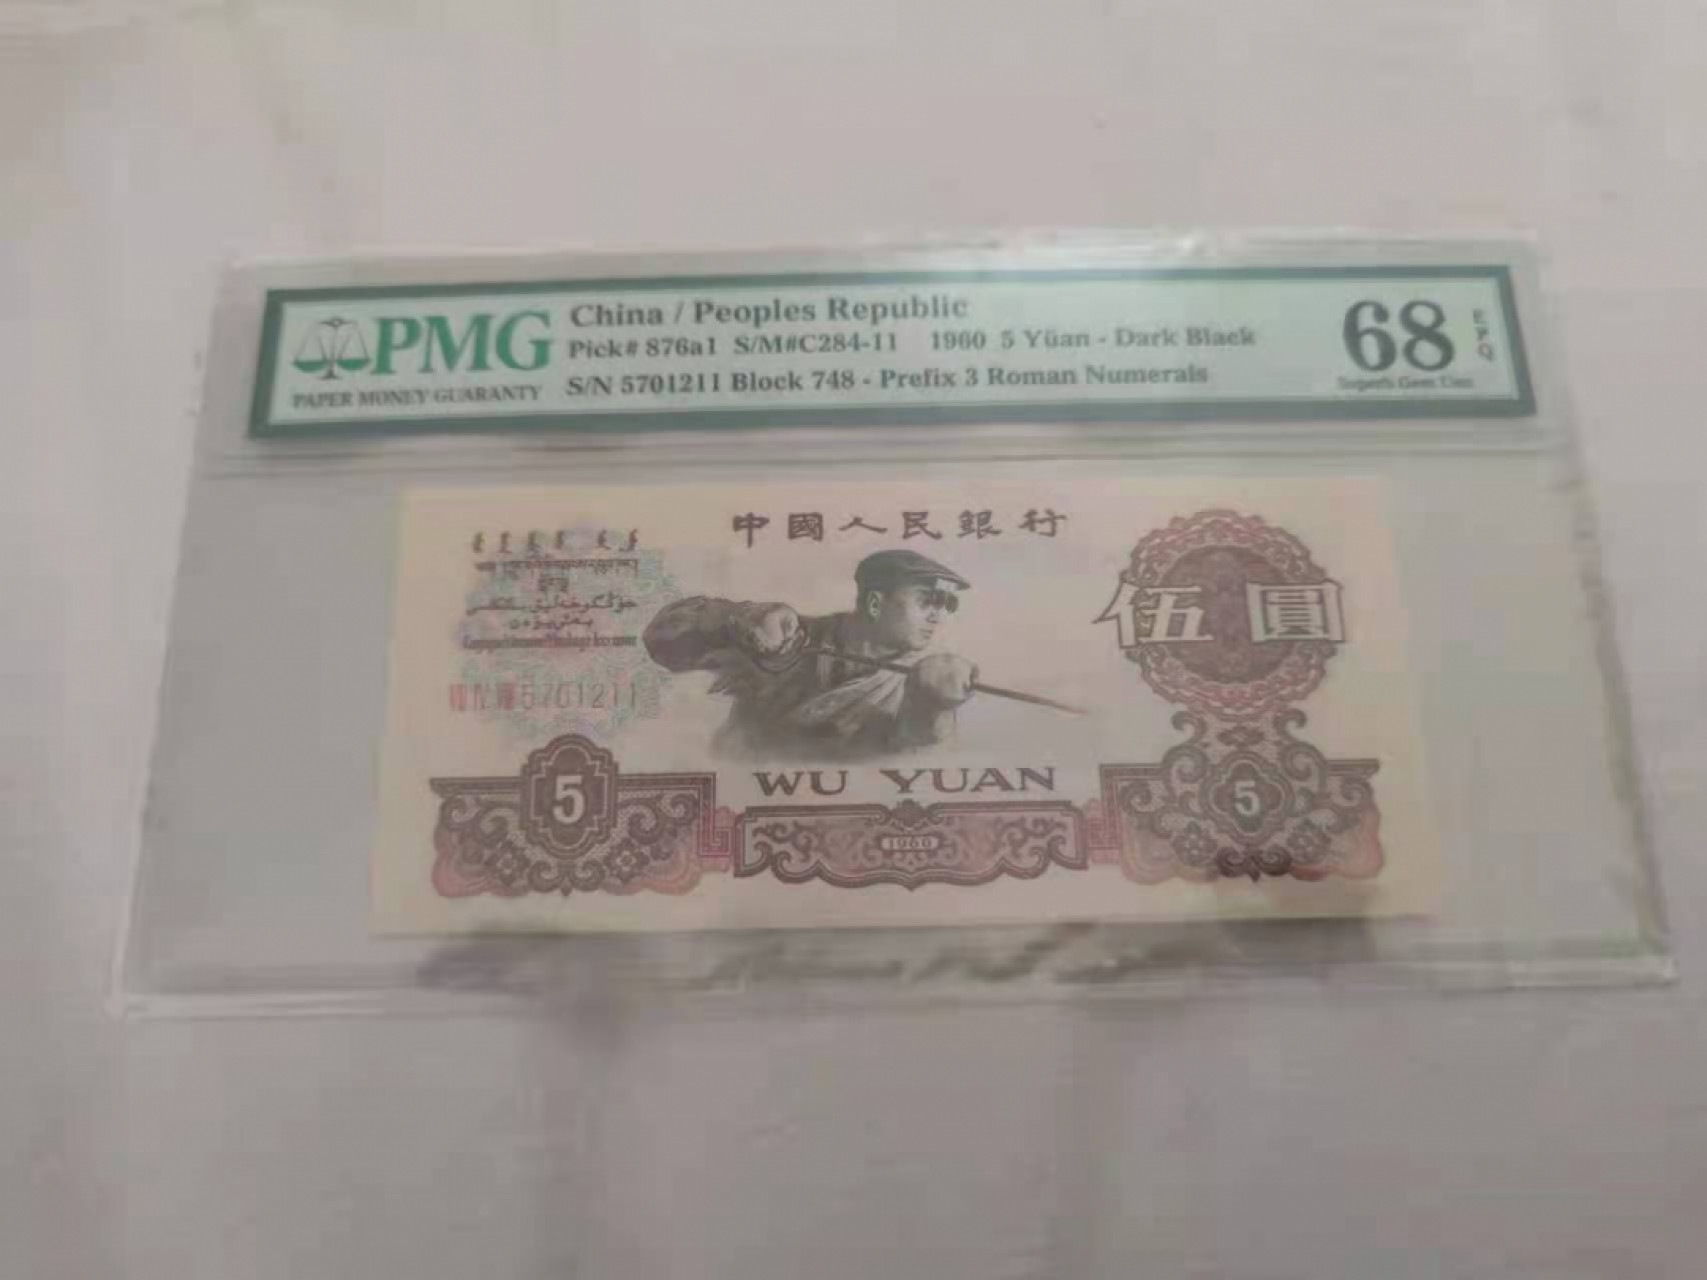 PMG
PAPER MONEY GUARANTY
China / Peoples Republic
Pick# 876a1 S/M#C284-11 1960 5 Yüan - Dark Black
S/N 5701211 Block 748 - Prefix 3 Roman Numerals
68
EPQ
Superb Gem Unc
中國人民銀行
伍圓
5701211
5
WU YUAN
5
1960